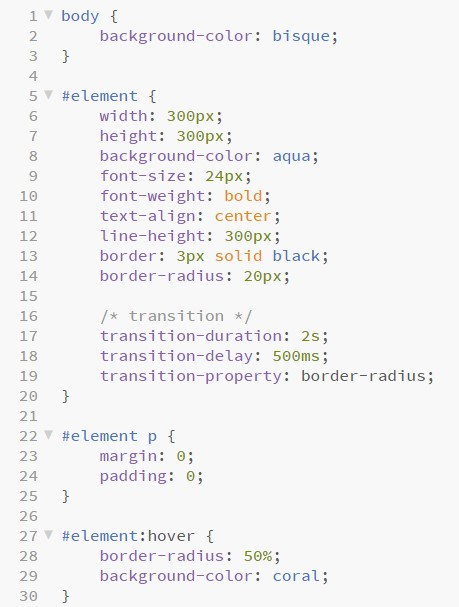 1 body {
2     background-color: bisque;
3 }
4
5 #element {
6     width: 300px;
7     height: 300px;
8     background-color: aqua;
9     font-size: 24px;
10     font-weight: bold;
11     text-align: center;
12     line-height: 300px;
13     border: 3px solid black;
14     border-radius: 20px;
15
16     /* transition */
17     transition-duration: 2s;
18     transition-delay: 500ms;
19     transition-property: border-radius;
20 }
21
22 #element p {
23     margin: 0;
24     padding: 0;
25 }
26
27 #element:hover {
28     border-radius: 50%;
29     background-color: coral;
30 }